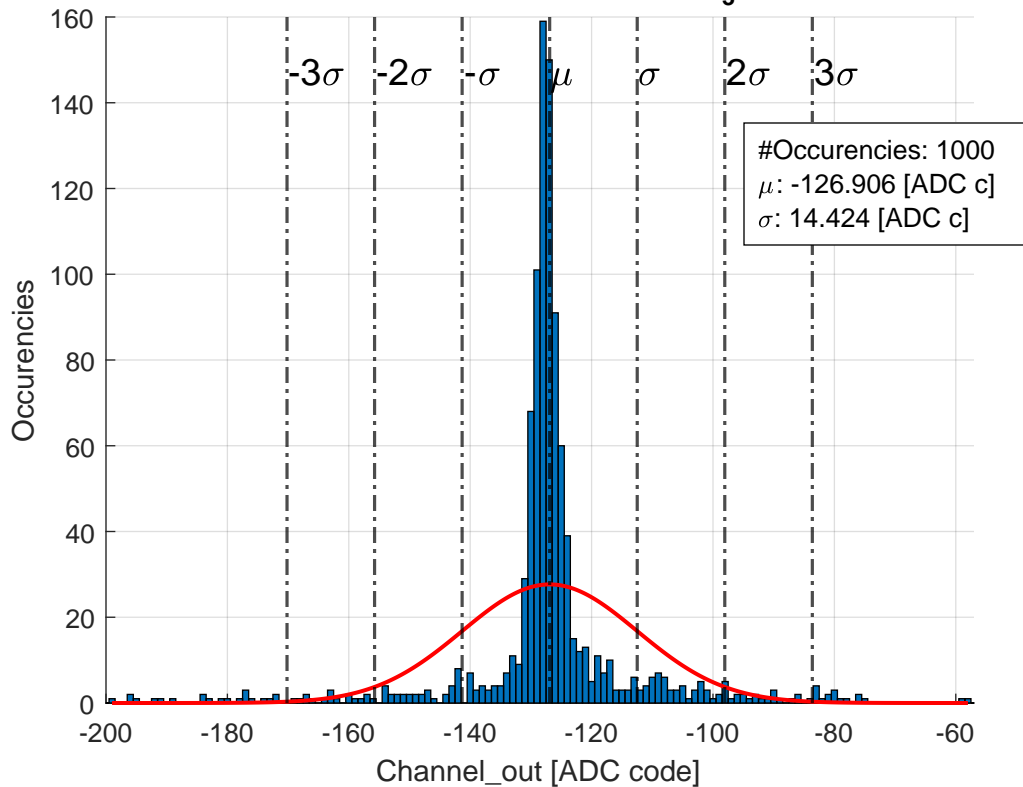 160
140
120
100
80
60
40
20
0
-3σ -2σ -σ μ σ 2σ 3σ
#Occurencies: 1000
μ: -126.906 [ADC c]
σ: 14.424 [ADC c]
Occurencies
-200 -180 -160 -140 -120 -100 -80 -60
Channel_out [ADC code]